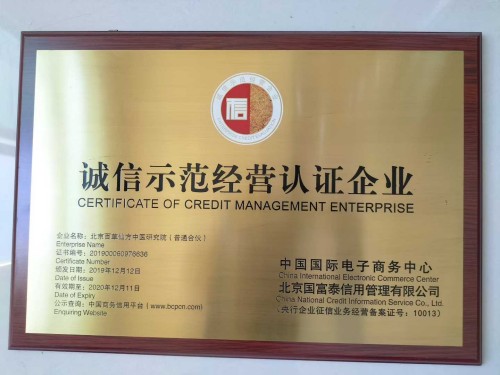 信
诚信示范经营认证企业
CERTIFICATE OF CREDIT MANAGEMENT ENTERPRISE
企业名称：北京百草仙方中国研究院（普通合伙）
Enterprise Name
证书编号：201900060976636
Certificate Number
颁发日期：2019年12月12日
Date of Issue
有效期至：2020年12月11日
Date of Expiry
公示查询：中国商务信用平台（www.bcpcn.com）
Enquiring Website
中国国际电子商务中心
China International Electronic Commerce Center
北京国富泰信用管理有限公司
China National Credit Information Service Co., Ltd.
（央行企业征信业务经营备案证号：10013）